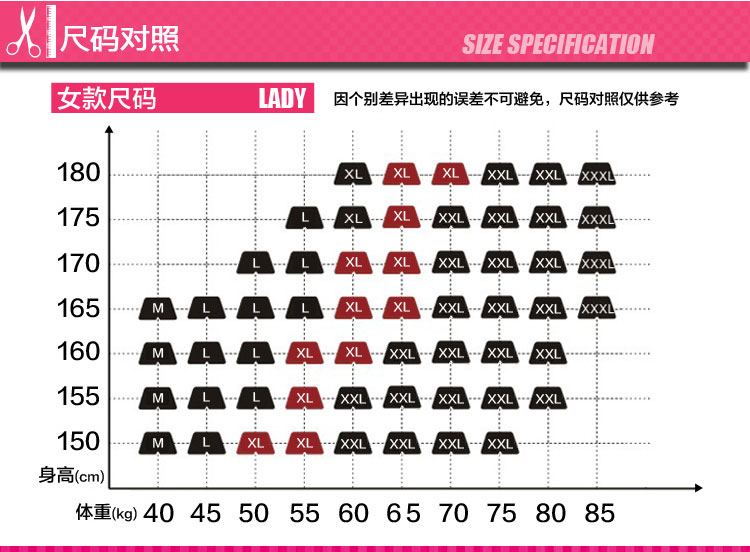 尺码对照
SIZE SPECIFICATION
女款尺码 LADY 因个别差异出现的误差不可避免，尺码对照仅供参考
180 XL XL XL XXL XXL XXXL
175 L XL XL XXL XXL XXXL
170 L L XL XL XXL XXL XXL XXXL
165 M L L L XL XL XXL XXL XXL XXXL
160 M L L XL XL XXL XXL XXL XXL
155 M L L XL XXL XXL XXL XXL XXL
150 M L XL XL XXL XXL XXL XXL
身高(cm)
体重(kg) 40 45 50 55 60 65 70 75 80 85